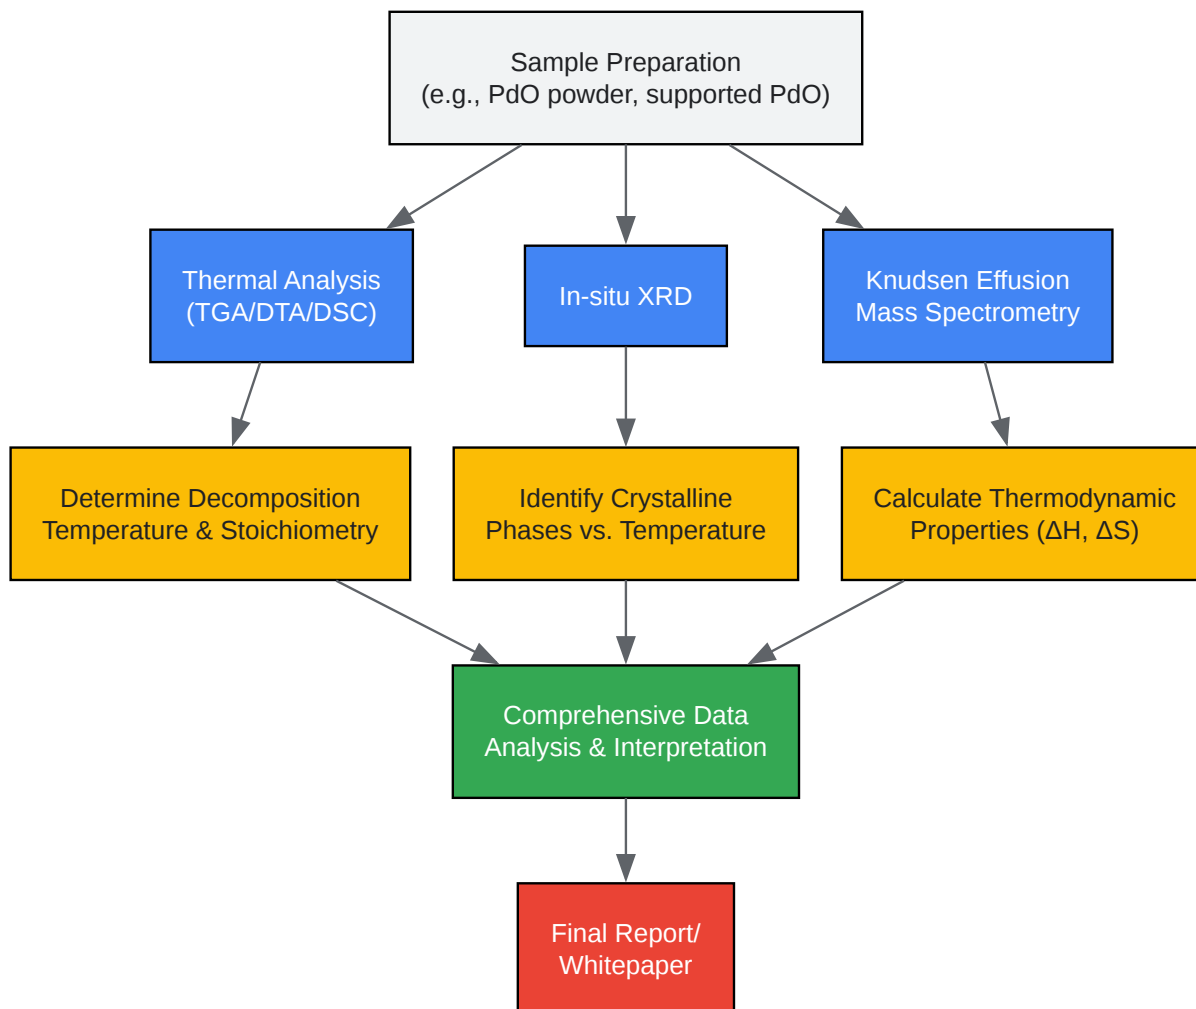 Sample Preparation
(e.g., PdO powder, supported PdO)
Thermal Analysis
(TGA/DTA/DSC)
In-situ XRD
Knudsen Effusion
Mass Spectrometry
Determine Decomposition
Temperature & Stoichiometry
Identify Crystalline
Phases vs. Temperature
Calculate Thermodynamic
Properties (ΔH, ΔS)
Comprehensive Data
Analysis & Interpretation
Final Report/
Whitepaper